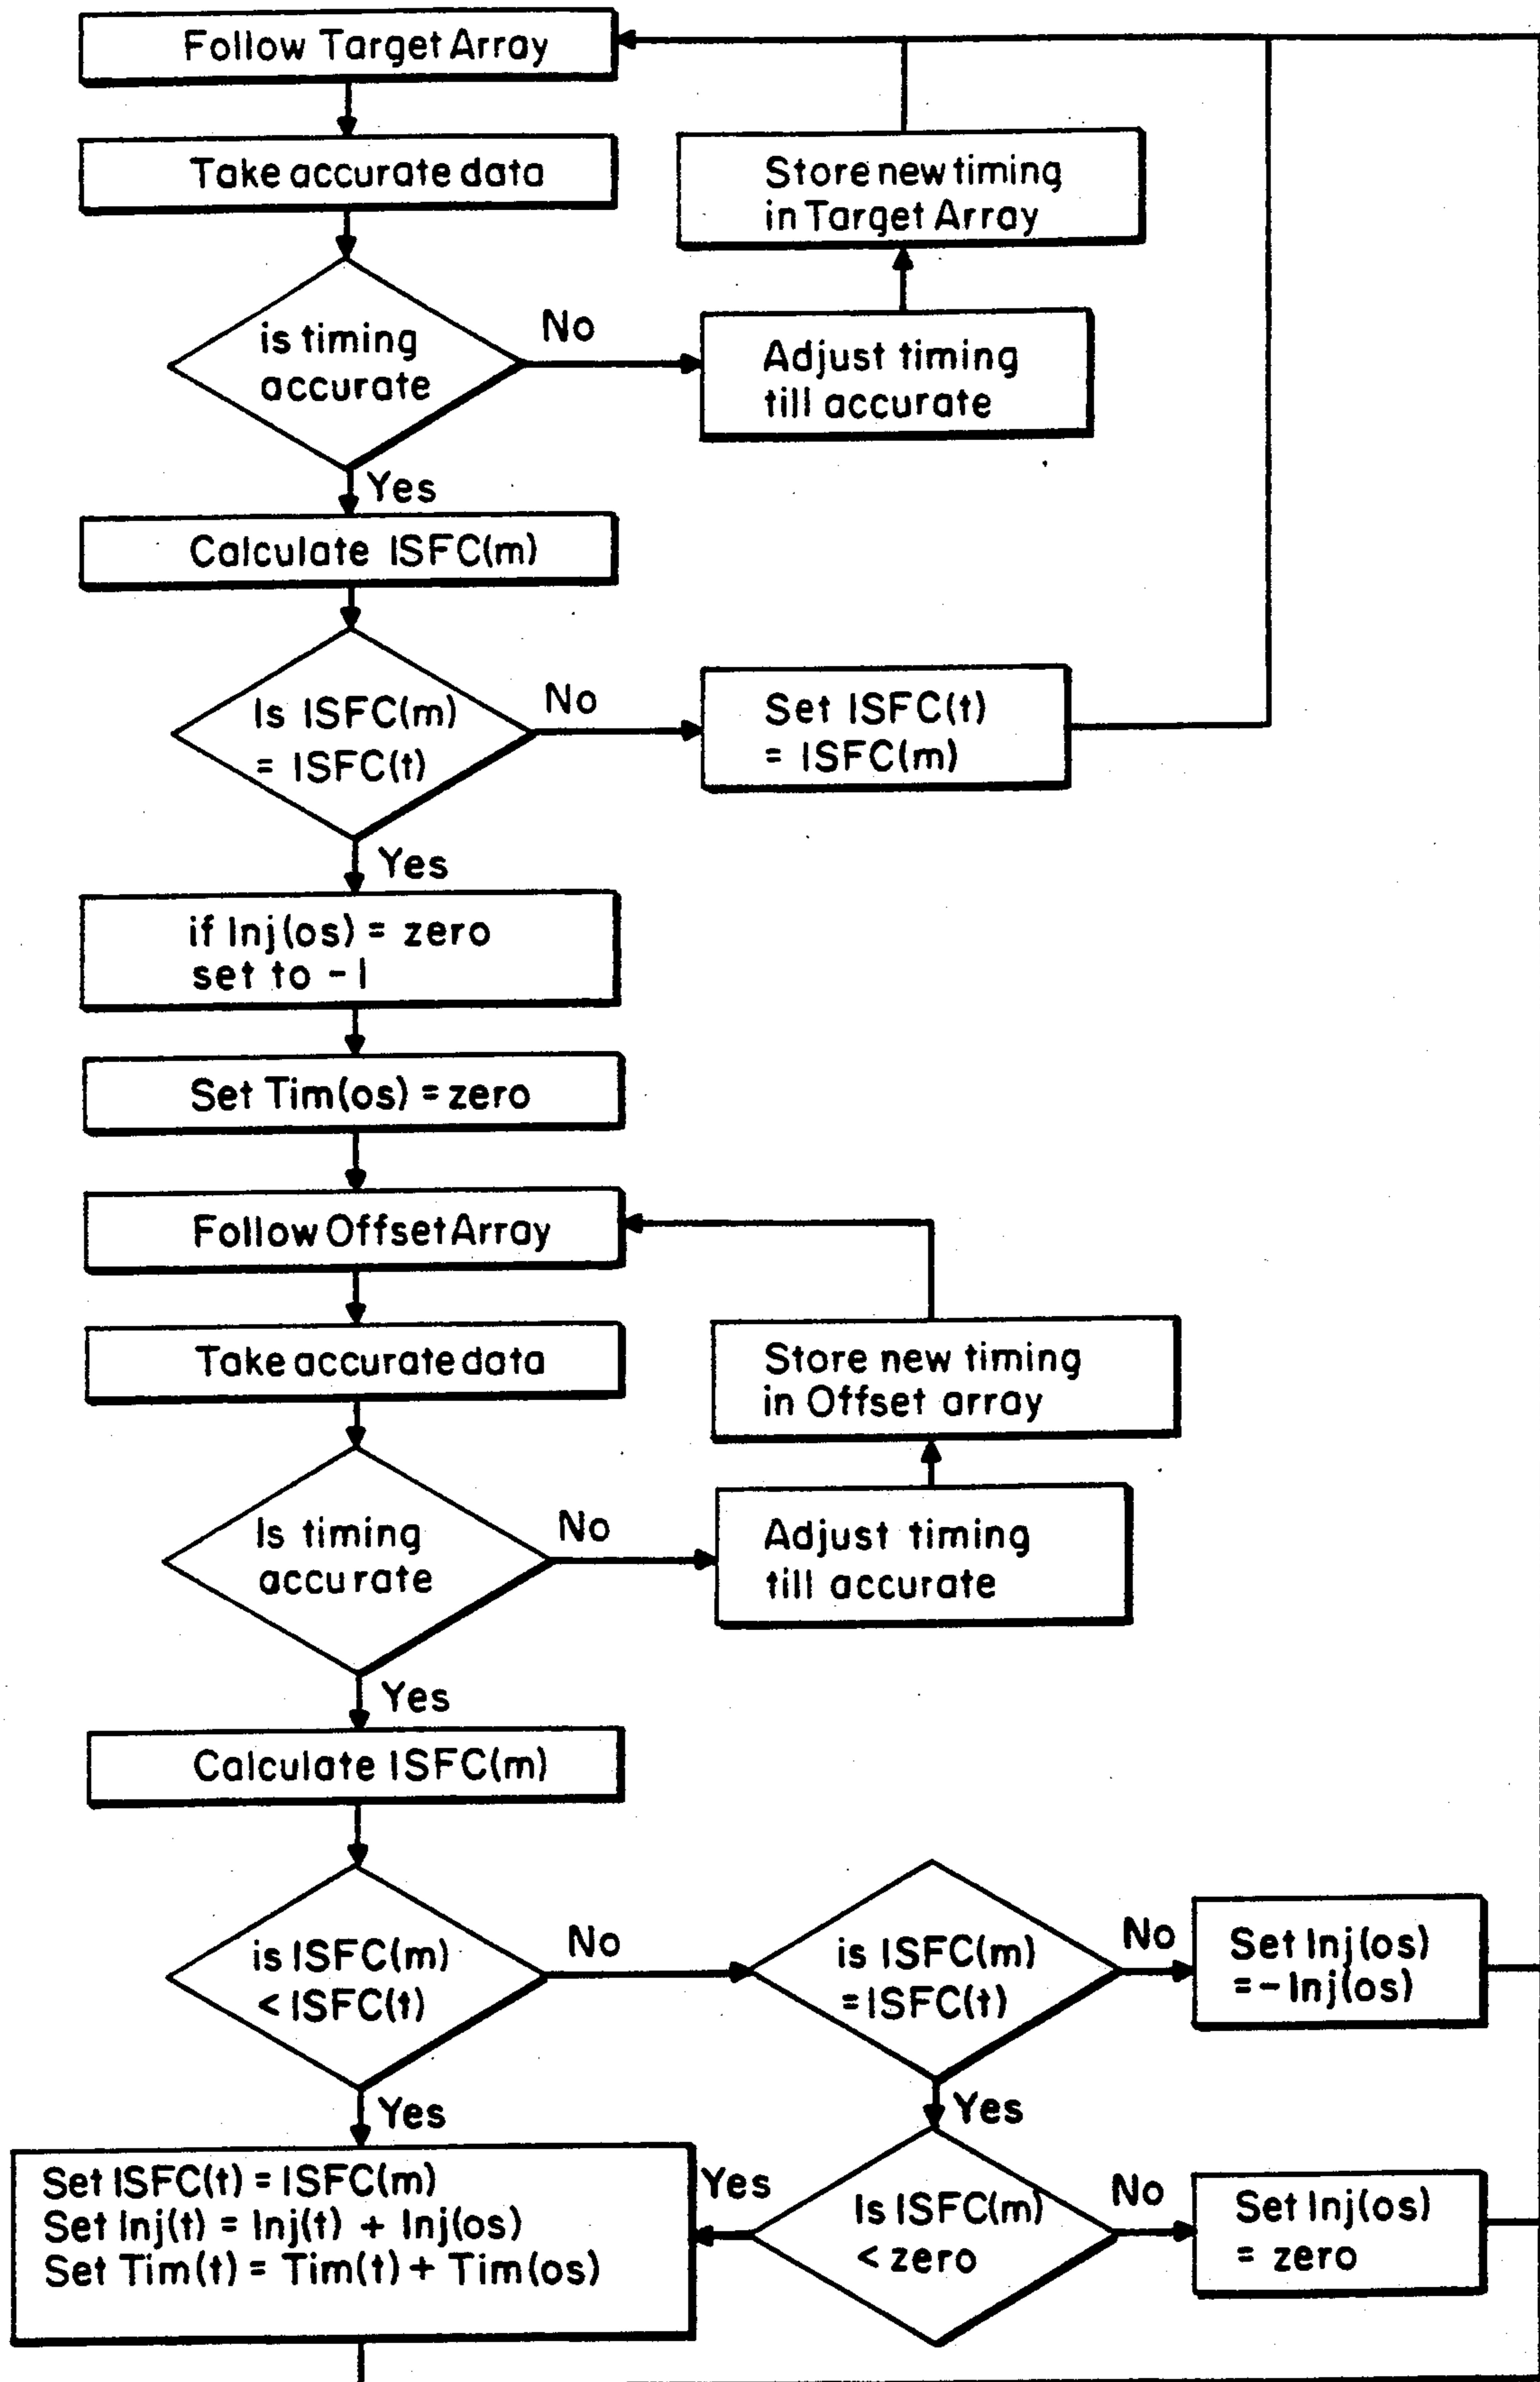 Follow Target Array
Take accurate data
Store new timing
in Target Array
is timing
accurate
No
Adjust timing
till accurate
Yes
Calculate ISFC(m)
Is ISFC(m)
= ISFC(t)
No
Set ISFC(t)
= ISFC(m)
Yes
if Inj(os) = zero
set to -1
Set Tim(os) = zero
Follow Offset Array
Take accurate data
Store new timing
in Offset array
Is timing
accurate
No
Adjust timing
till accurate
Yes
Calculate ISFC(m)
is ISFC(m)
< ISFC(t)
No
is ISFC(m)
= ISFC(t)
No
Set Inj(os)
= - Inj(os)
Yes
Yes
Set ISFC(t) = ISFC(m)
Set Inj(t) = Inj(t) + Inj(os)
Set Tim(t) = Tim(t) + Tim(os)
Yes
Is ISFC(m)
< zero
No
Set Inj(os)
= zero